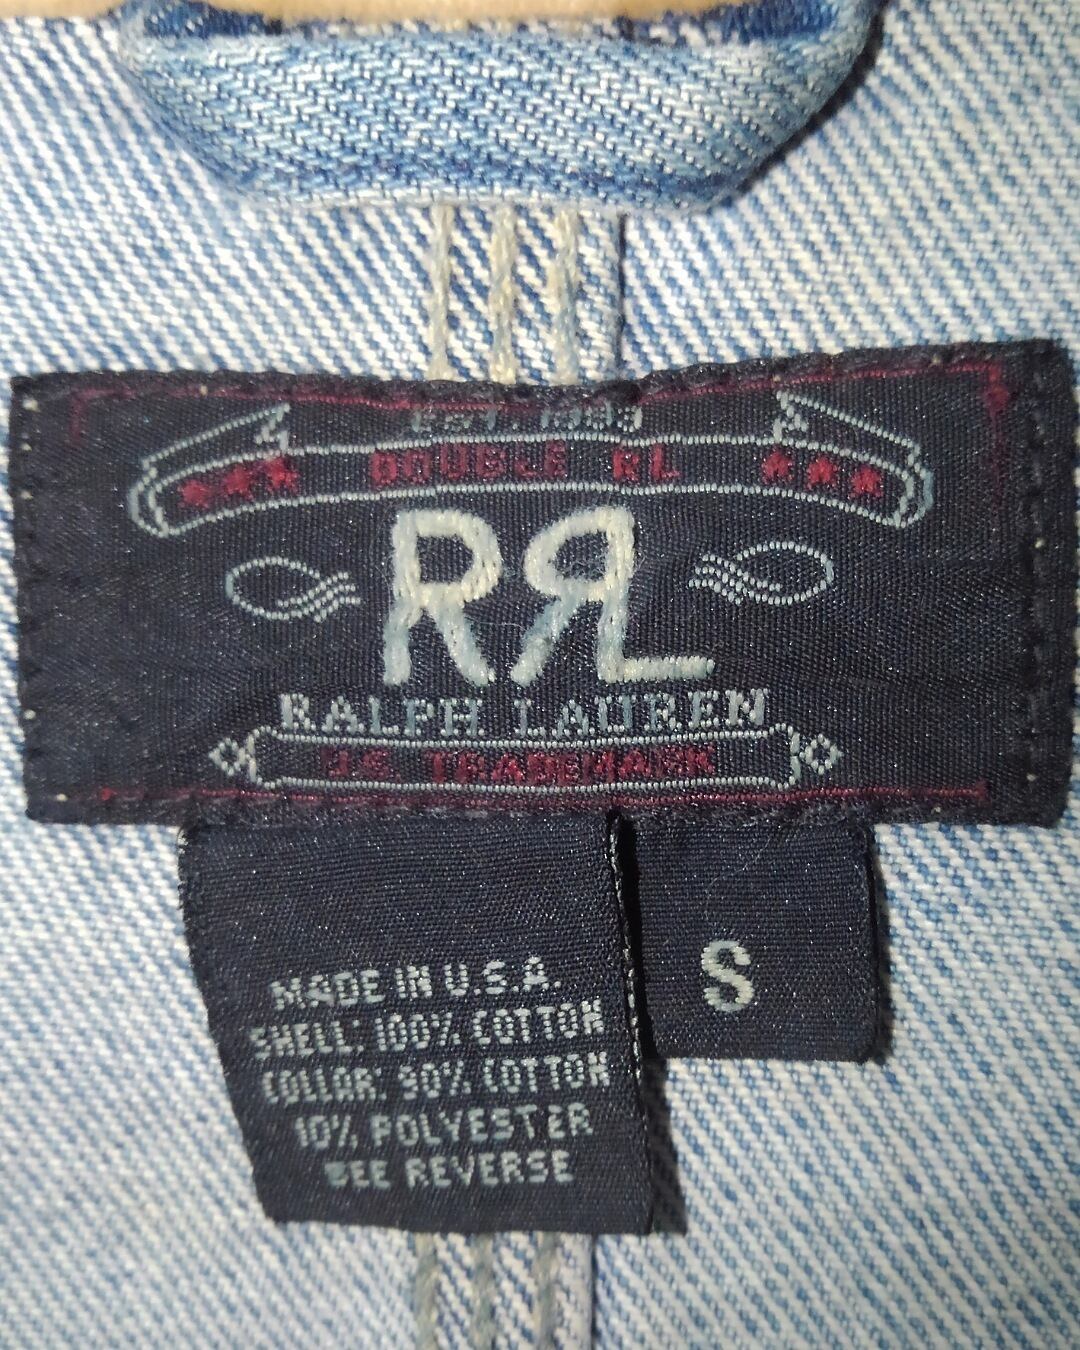 EST. 1993
*** DOUBLE RL ***
RRL
RALPH LAUREN
U.S. TRADEMARK
MADE IN U.S.A.
SHELL: 100% COTTON
COLLAR: 90% COTTON
10% POLYESTER
SEE REVERSE
S